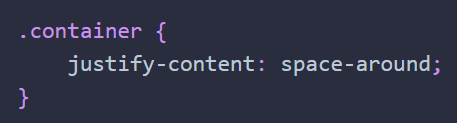 .container {
    justify-content: space-around;
}